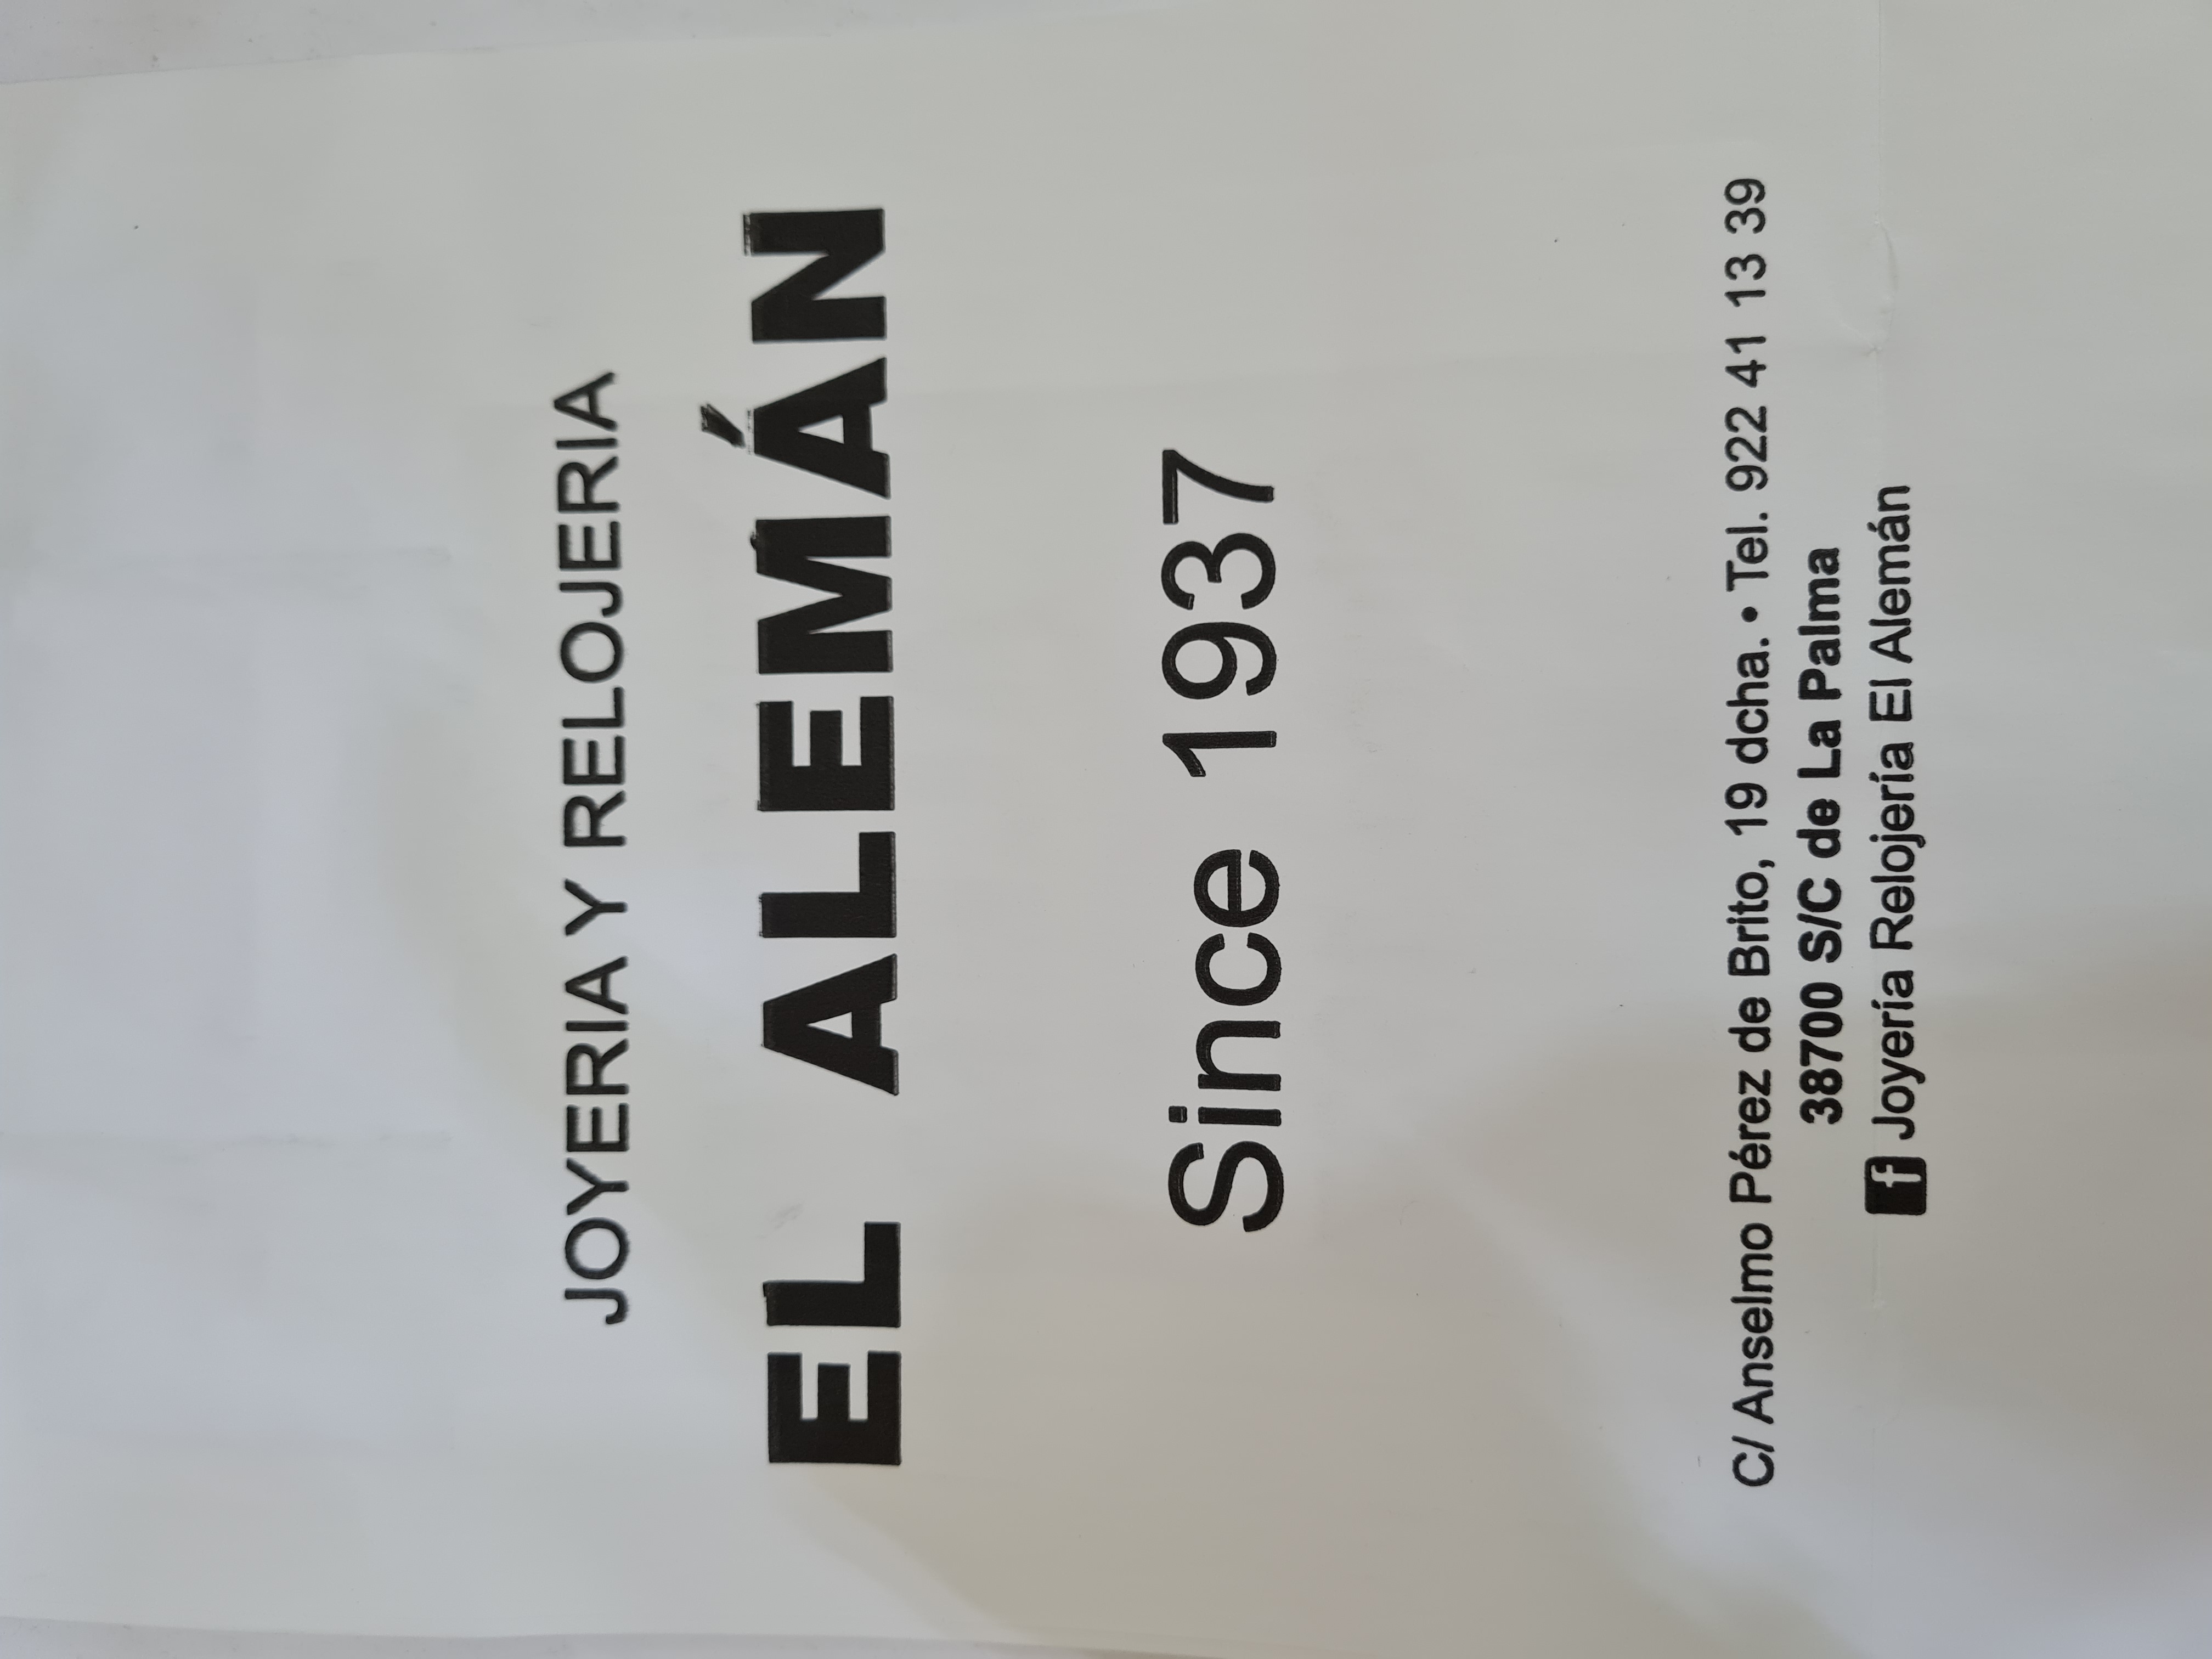 JOYERIA Y RELOJERIA
EL ALEMÁN
Since 1937
C/ Anselmo Pérez de Brito, 19 dcha. • Tel. 922 41 13 39
38700 S/C de La Palma
f Joyería Relojería El Alemán